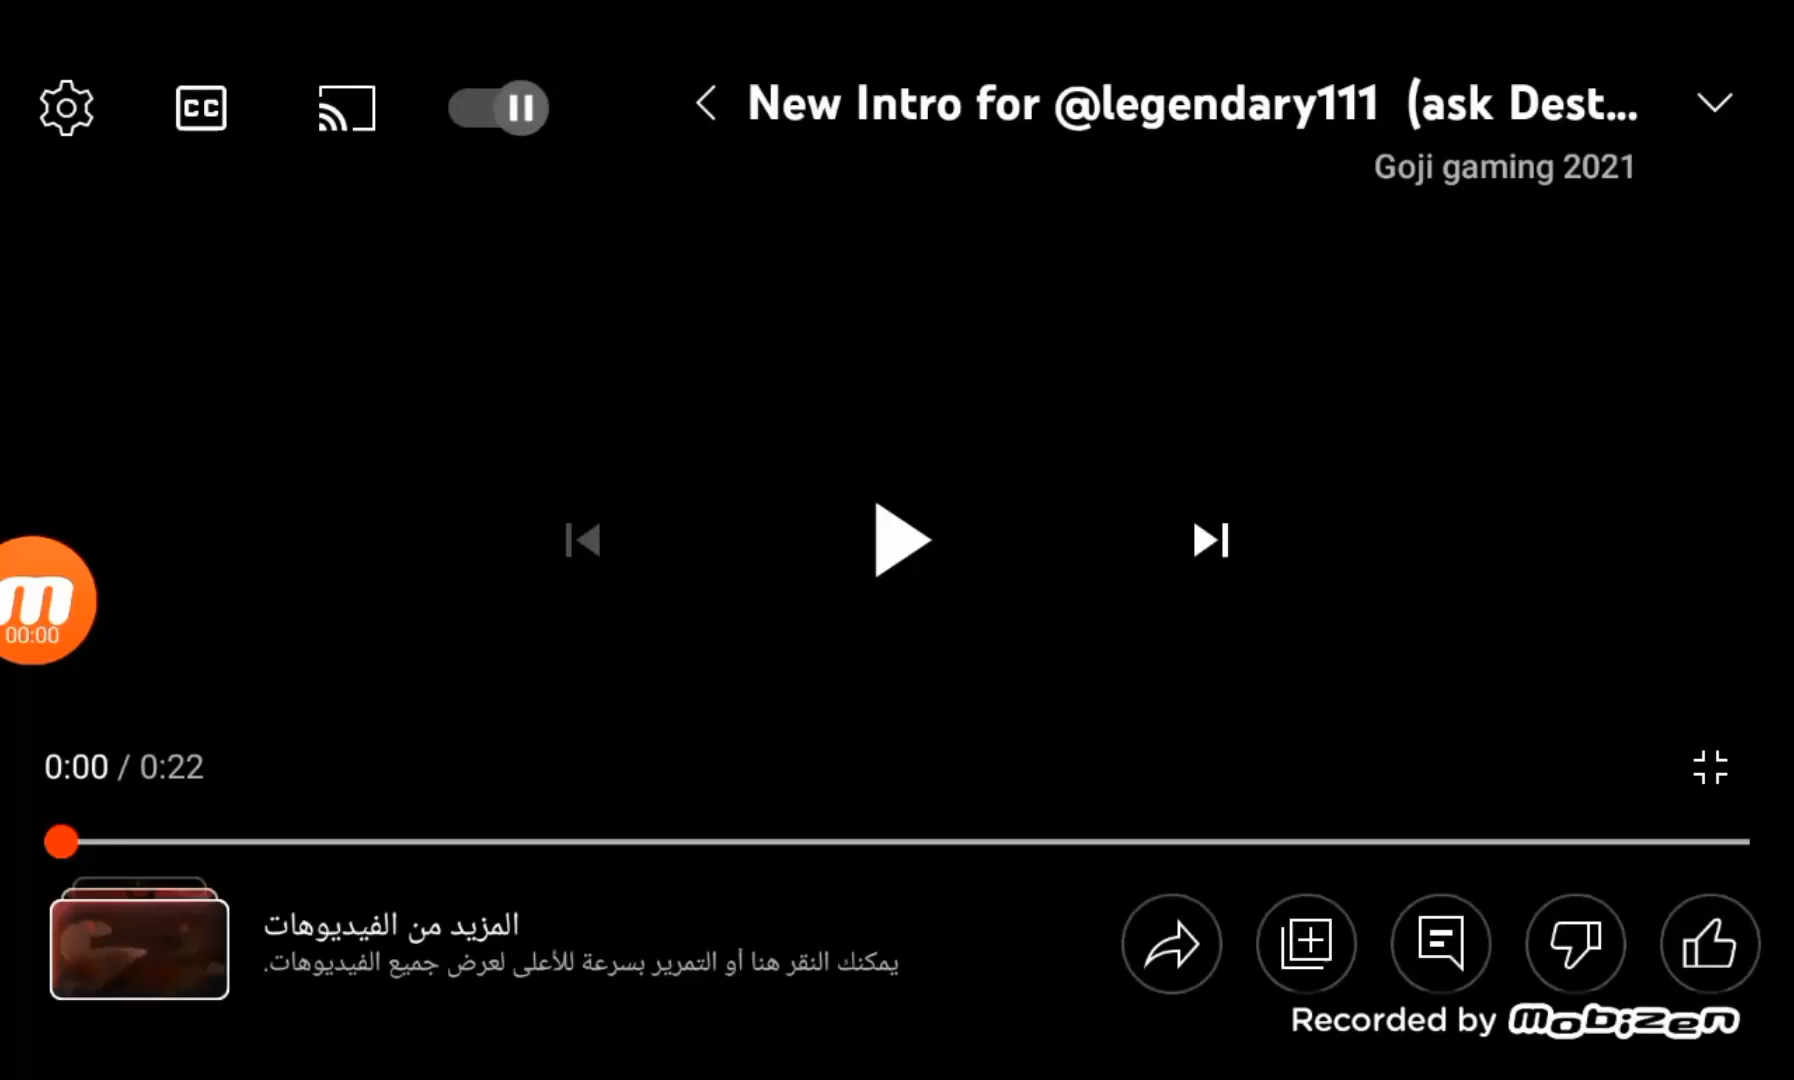 CC
New Intro for @legendary111 (ask Dest...
Goji gaming 2021
m
00:00
0:00 / 0:22
المزيد من الفيديوهات
يمكنك النقر هنا أو التمرير بسرعة للأعلى لعرض جميع الفيديوهات.
Recorded by mobizen